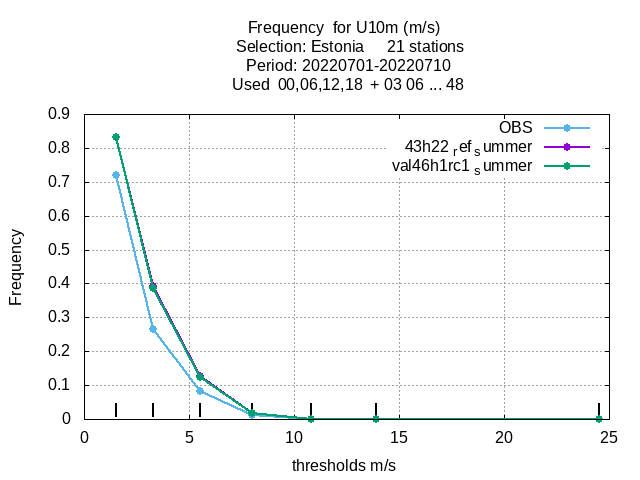 Frequency  for U10m (m/s)
Selection: Estonia     21 stations
Period: 20220701-20220710
Used  00,06,12,18  + 03 06 ... 48
OBS
43h22 ref summer
val46h1rc1 summer
Frequency
0.9
0.8
0.7
0.6
0.5
0.4
0.3
0.2
0.1
0
0 5 10 15 20 25
thresholds m/s